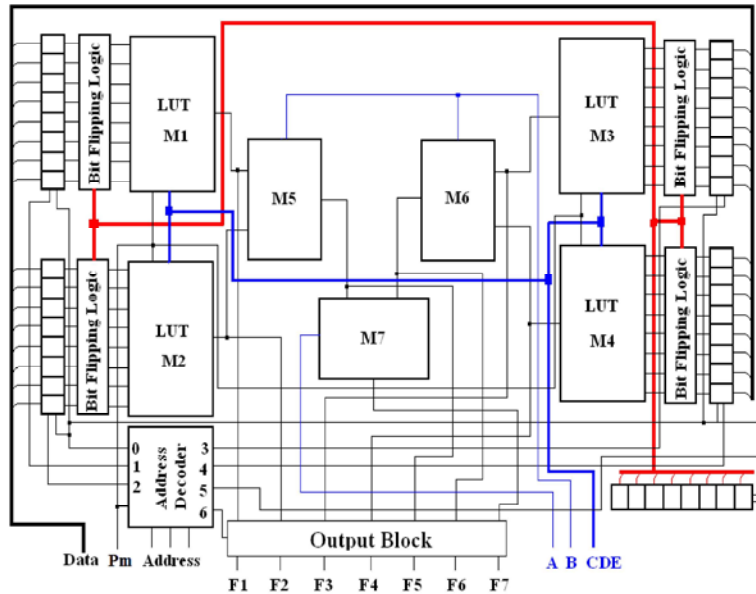 Bit Flipping Logic
LUT
M1
M5
M6
LUT
M3
Bit Flipping Logic
Bit Flipping Logic
LUT
M2
M7
LUT
M4
Bit Flipping Logic
0
1
2
Address
Decoder
3
4
5
6
Output Block
Data Pm Address
F1 F2 F3 F4 F5 F6 F7
A B CDE